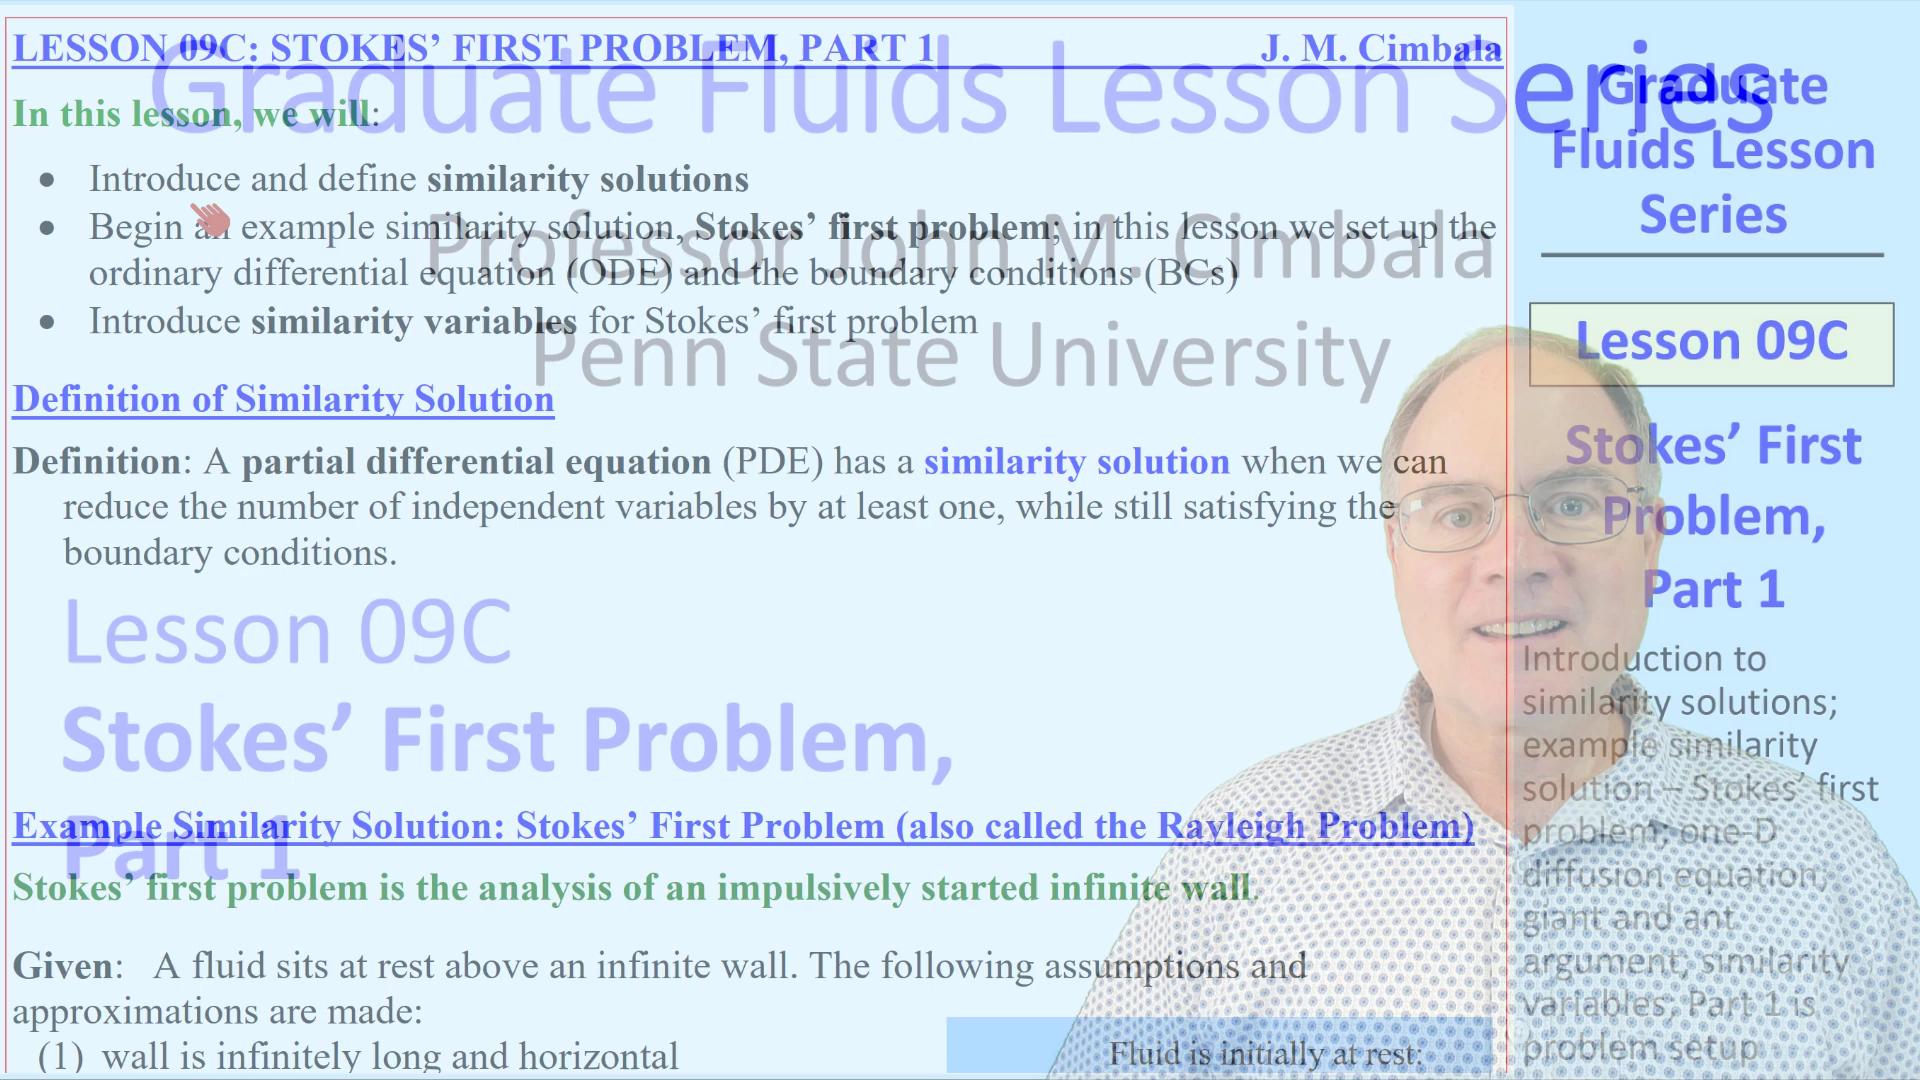 LESSON 09C: STOKES’ FIRST PROBLEM, PART 1 J. M. Cimbala
In this lesson, we will:
• Introduce and define similarity solutions
• Begin an example similarity solution, Stokes’ first problem; in this lesson we set up the
ordinary differential equation (ODE) and the boundary conditions (BCs)
• Introduce similarity variables for Stokes’ first problem
Definition of Similarity Solution
Definition: A partial differential equation (PDE) has a similarity solution when we can
reduce the number of independent variables by at least one, while still satisfying the
boundary conditions.
Example Similarity Solution: Stokes’ First Problem (also called the Rayleigh Problem)
Stokes’ first problem is the analysis of an impulsively started infinite wall.
Given: A fluid sits at rest above an infinite wall. The following assumptions and
approximations are made:
(1) wall is infinitely long and horizontal
Fluid is initially at rest:
Graduate Fluids Lesson Series
Professor John M. Cimbala
Penn State University
Lesson 09C
Stokes’ First Problem,
Part 1
Graduate
Fluids Lesson
Series
Lesson 09C
Stokes’ First
Problem,
Part 1
Introduction to
similarity solutions;
example similarity
solution – Stokes’ first
problem; one-D
diffusion equation;
giant and ant
argument; similarity
variables; Part 1 is
problem setup